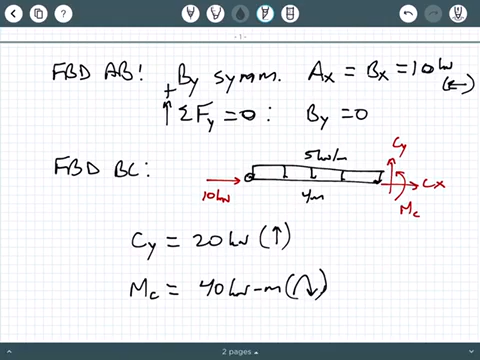 - 1 -
FBD AB: By symm. Ax = Bx = 10 kN (←)
+↑ ΣFy = 0: By = 0
FBD BC:
5 kN/m
Cy
10 kN
4m
Cx
Mc
Cy = 20 kN (↑)
Mc = 40 kN-m (↷)
2 pages